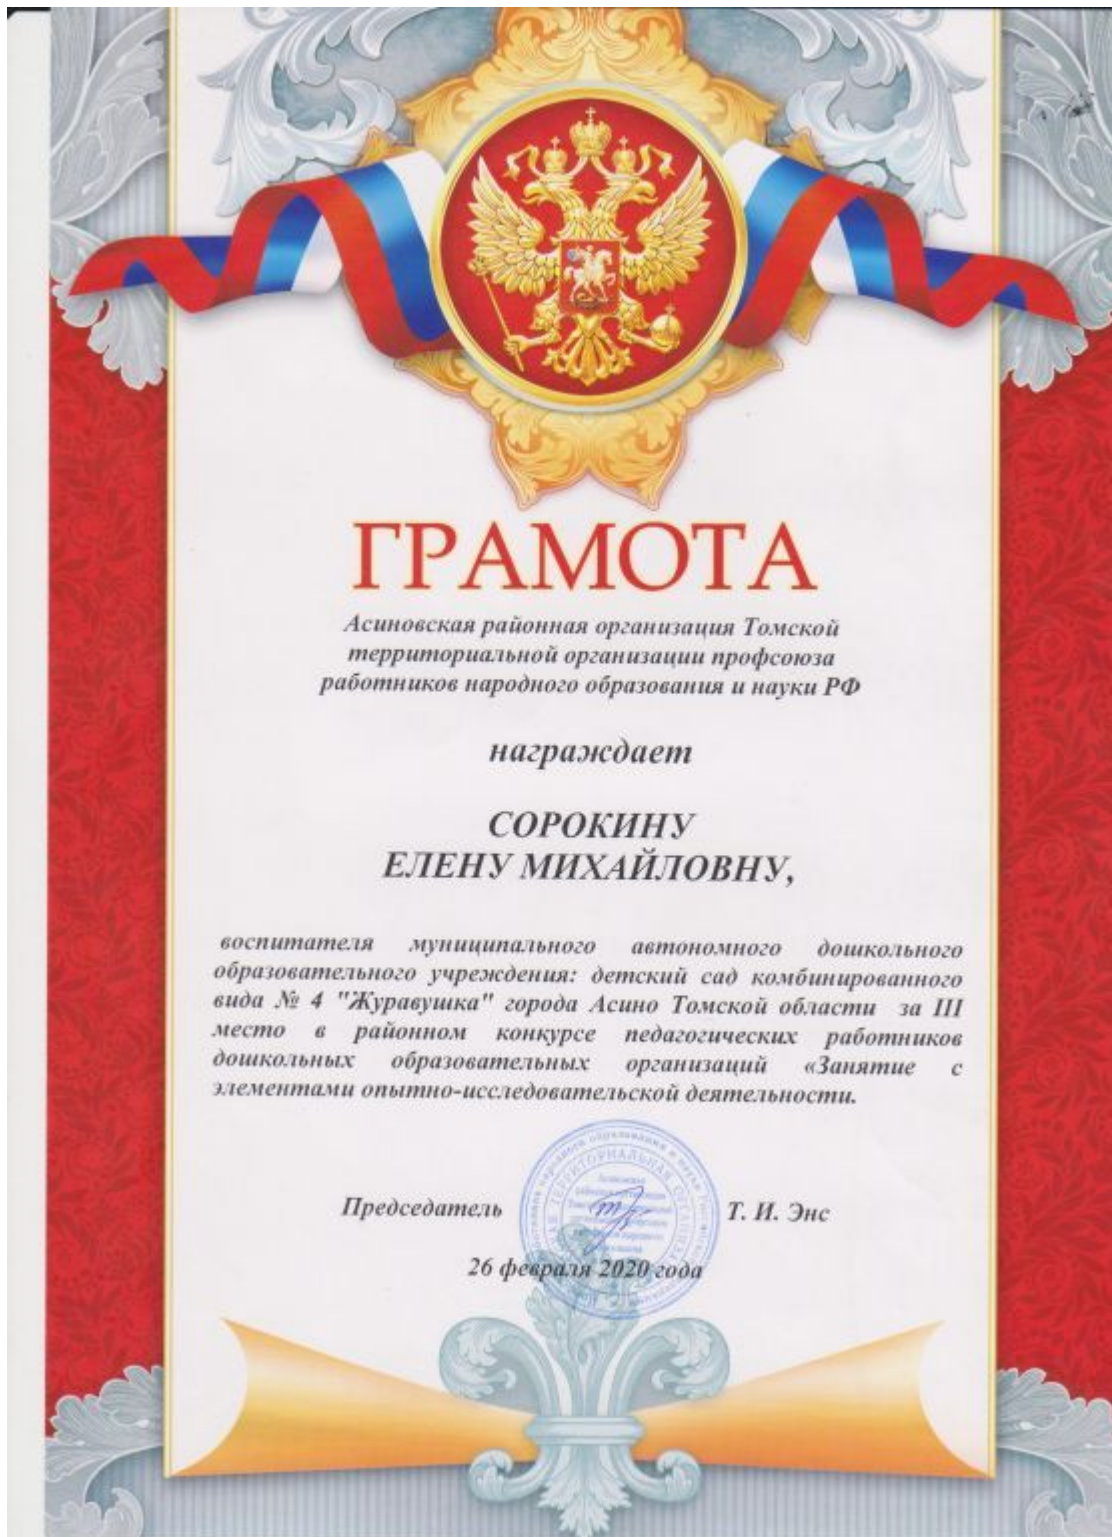 ГРАМОТА
Асиновская районная организация Томской
территориальной организации профсоюза
работников народного образования и науки РФ
награждает
СОРОКИНУ
ЕЛЕНУ МИХАЙЛОВНУ,
воспитателя муниципального автономного дошкольного
образовательного учреждения: детский сад комбинированного
вида № 4 "Журавушка" города Асино Томской области за III
место в районном конкурсе педагогических работников
дошкольных образовательных организаций «Занятие с
элементами опытно-исследовательской деятельности.
Председатель Т. И. Энс
26 февраля 2020 года